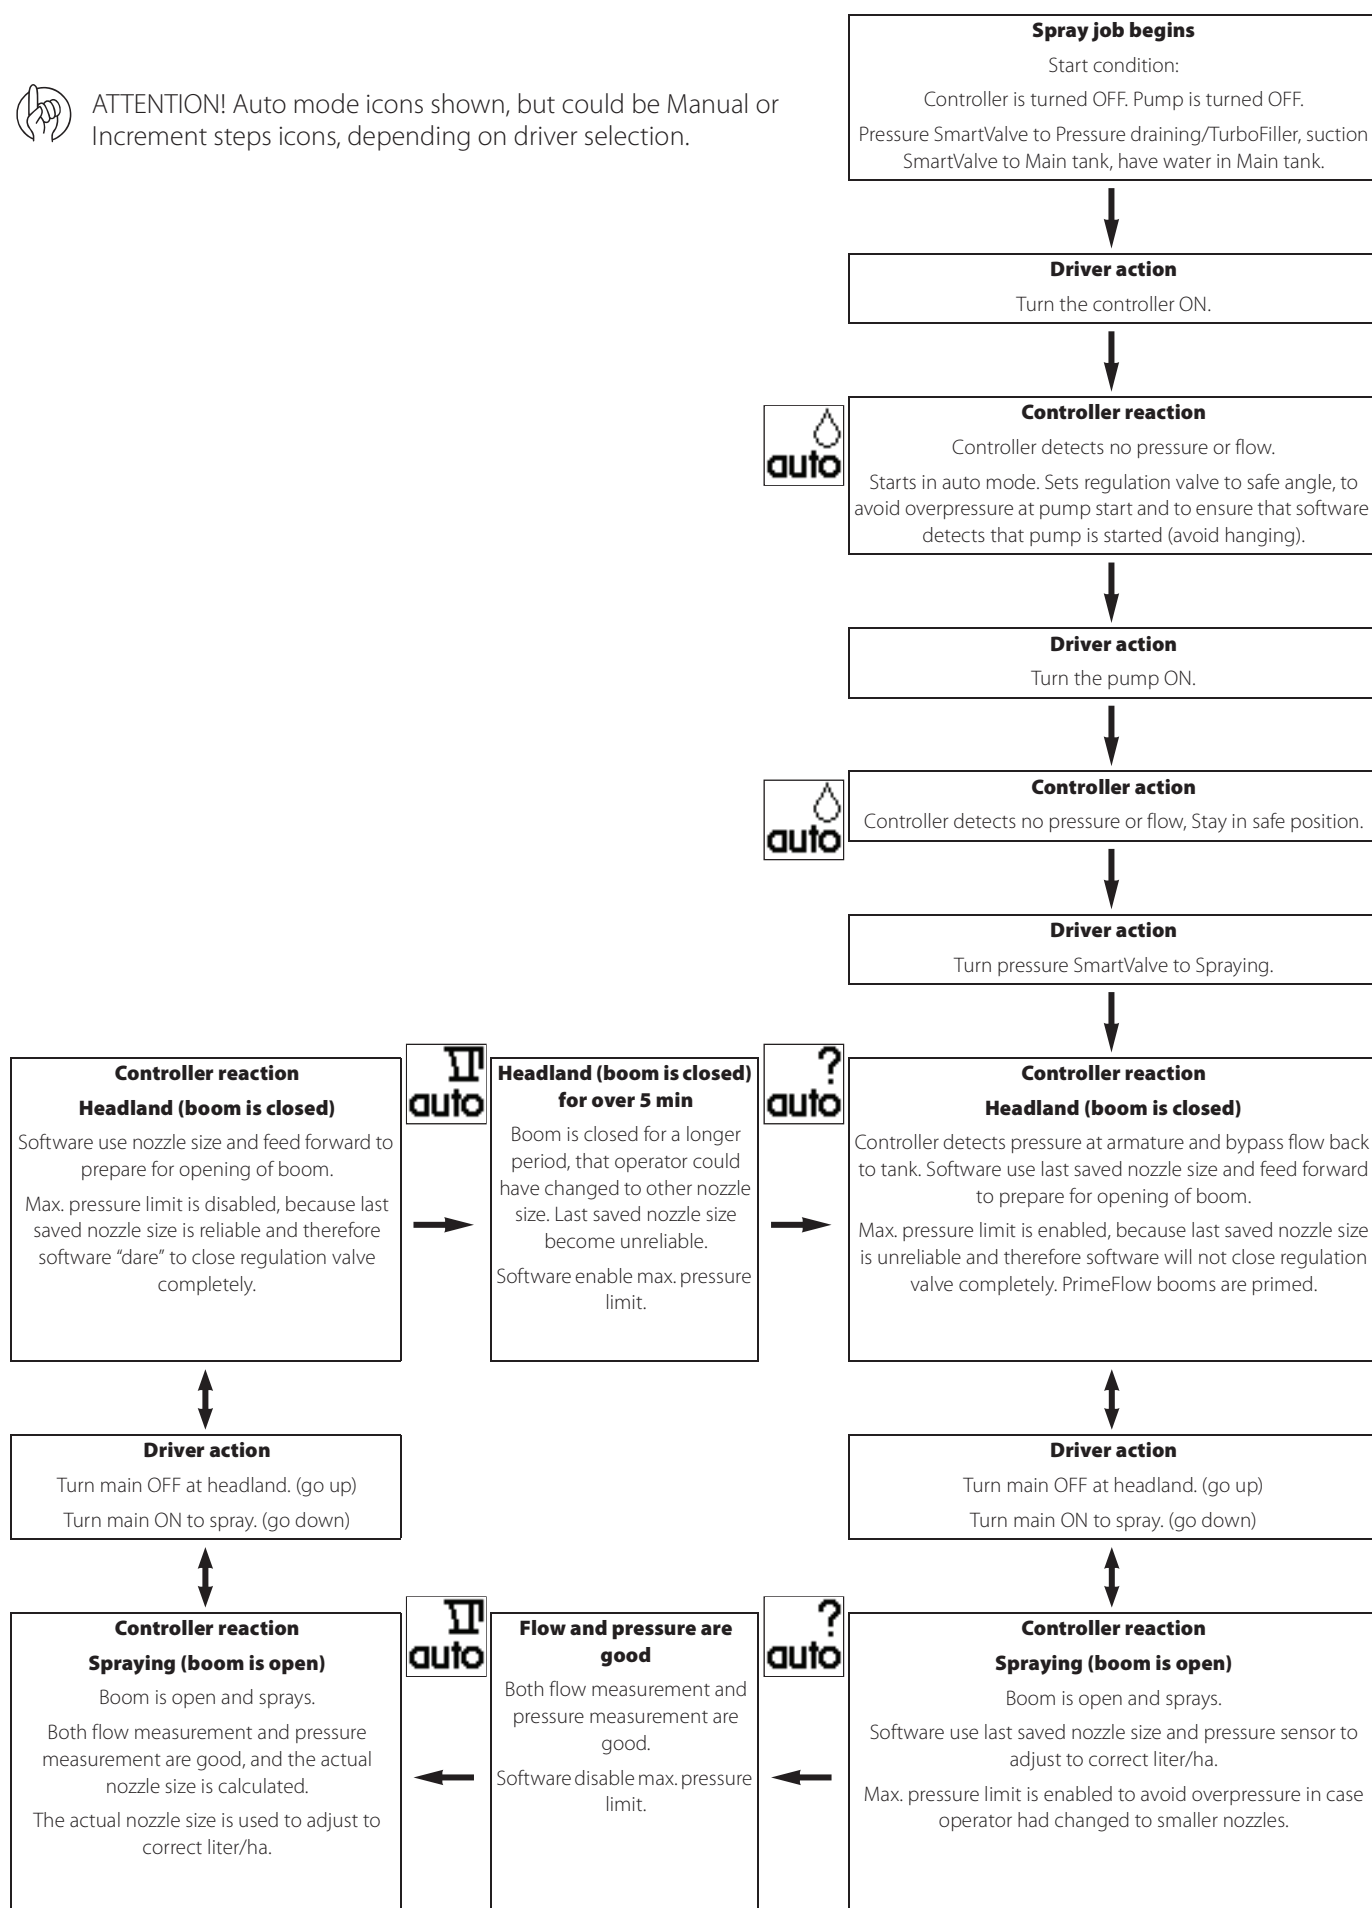 Spray job begins
Start condition:
Controller is turned OFF. Pump is turned OFF.
Pressure SmartValve to Pressure draining/TurboFiller, suction
SmartValve to Main tank, have water in Main tank.
ATTENTION! Auto mode icons shown, but could be Manual or
Increment steps icons, depending on driver selection.
Driver action
Turn the controller ON.
auto
Controller reaction
Controller detects no pressure or flow.
Starts in auto mode. Sets regulation valve to safe angle, to
avoid overpressure at pump start and to ensure that software
detects that pump is started (avoid hanging).
Driver action
Turn the pump ON.
auto
Controller action
Controller detects no pressure or flow, Stay in safe position.
Driver action
Turn pressure SmartValve to Spraying.
Controller reaction
Headland (boom is closed)
Software use nozzle size and feed forward to
prepare for opening of boom.
Max. pressure limit is disabled, because last
saved nozzle size is reliable and therefore
software “dare” to close regulation valve
completely.
auto
Headland (boom is closed)
for over 5 min
Boom is closed for a longer
period, that operator could
have changed to other nozzle
size. Last saved nozzle size
become unreliable.
Software enable max. pressure
limit.
?
auto
Controller reaction
Headland (boom is closed)
Controller detects pressure at armature and bypass flow back
to tank. Software use last saved nozzle size and feed forward
to prepare for opening of boom.
Max. pressure limit is enabled, because last saved nozzle size
is unreliable and therefore software will not close regulation
valve completely. PrimeFlow booms are primed.
Driver action
Turn main OFF at headland. (go up)
Turn main ON to spray. (go down)
Driver action
Turn main OFF at headland. (go up)
Turn main ON to spray. (go down)
Controller reaction
Spraying (boom is open)
Boom is open and sprays.
Both flow measurement and pressure
measurement are good, and the actual
nozzle size is calculated.
The actual nozzle size is used to adjust to
correct liter/ha.
auto
Flow and pressure are
good
Both flow measurement and
pressure measurement are
good.
Software disable max. pressure
limit.
?
auto
Controller reaction
Spraying (boom is open)
Boom is open and sprays.
Software use last saved nozzle size and pressure sensor to
adjust to correct liter/ha.
Max. pressure limit is enabled to avoid overpressure in case
operator had changed to smaller nozzles.